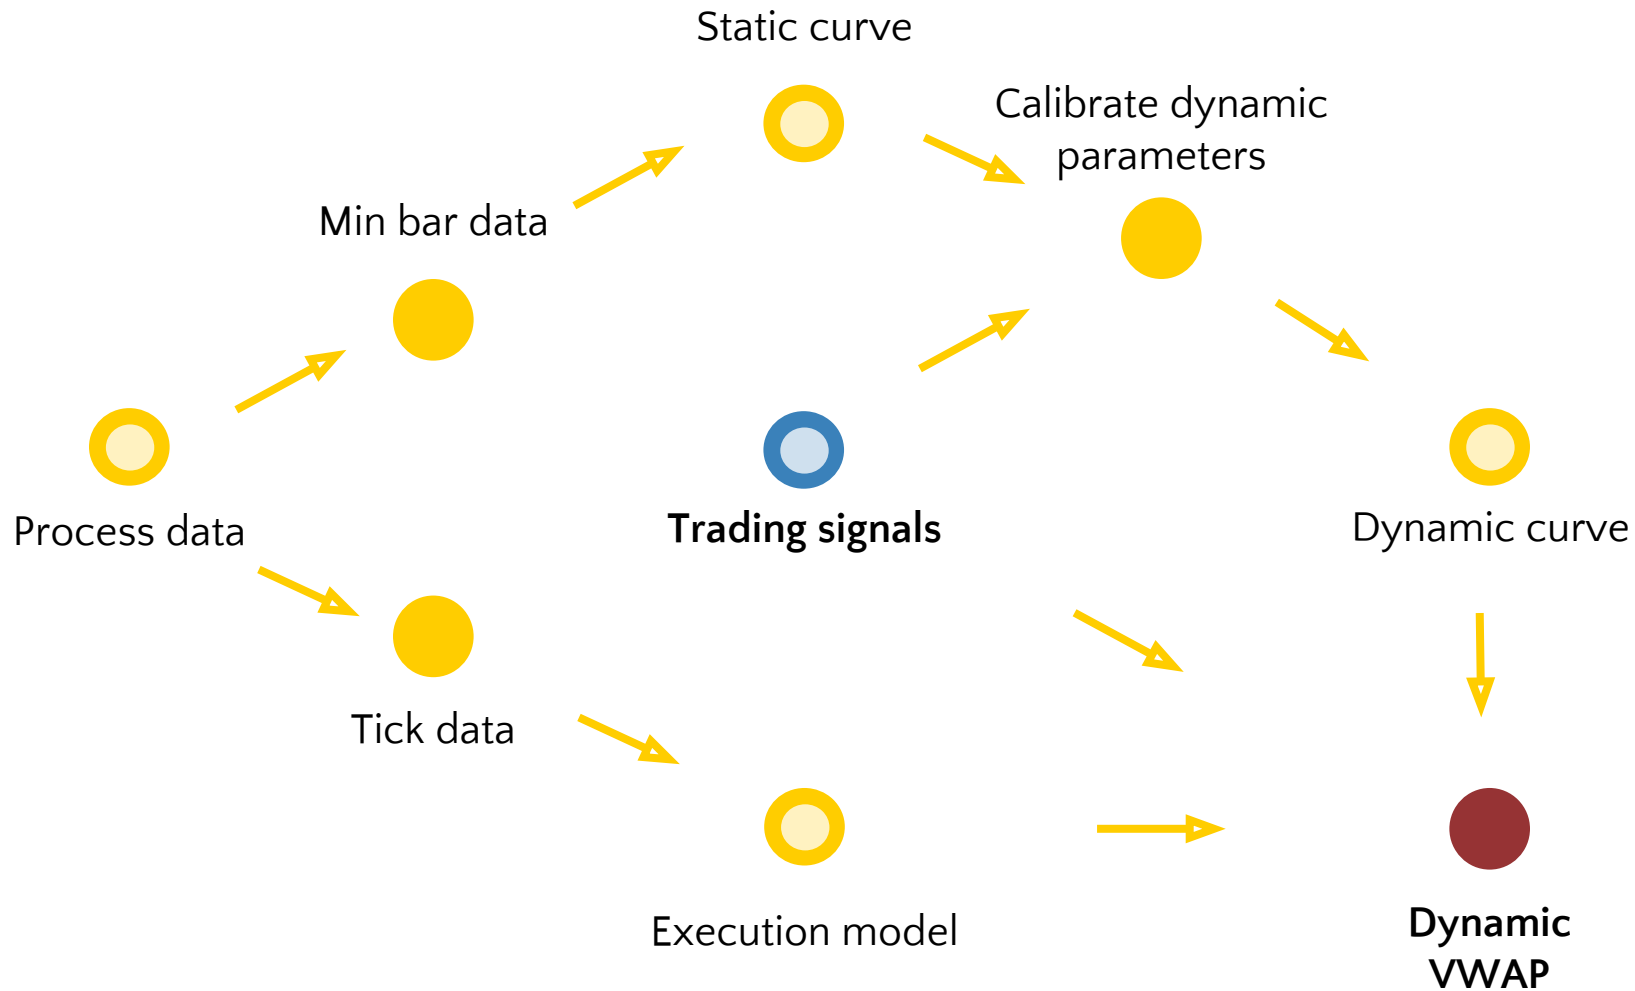 Static curve
Calibrate dynamic
parameters
Min bar data
Process data
Trading signals
Dynamic curve
Tick data
Execution model
Dynamic
VWAP